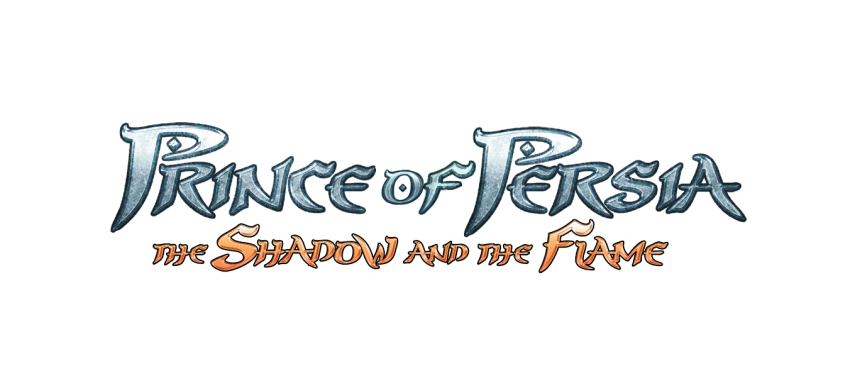 PRINCE OF PERSIA
THE SHADOW AND THE FLAME